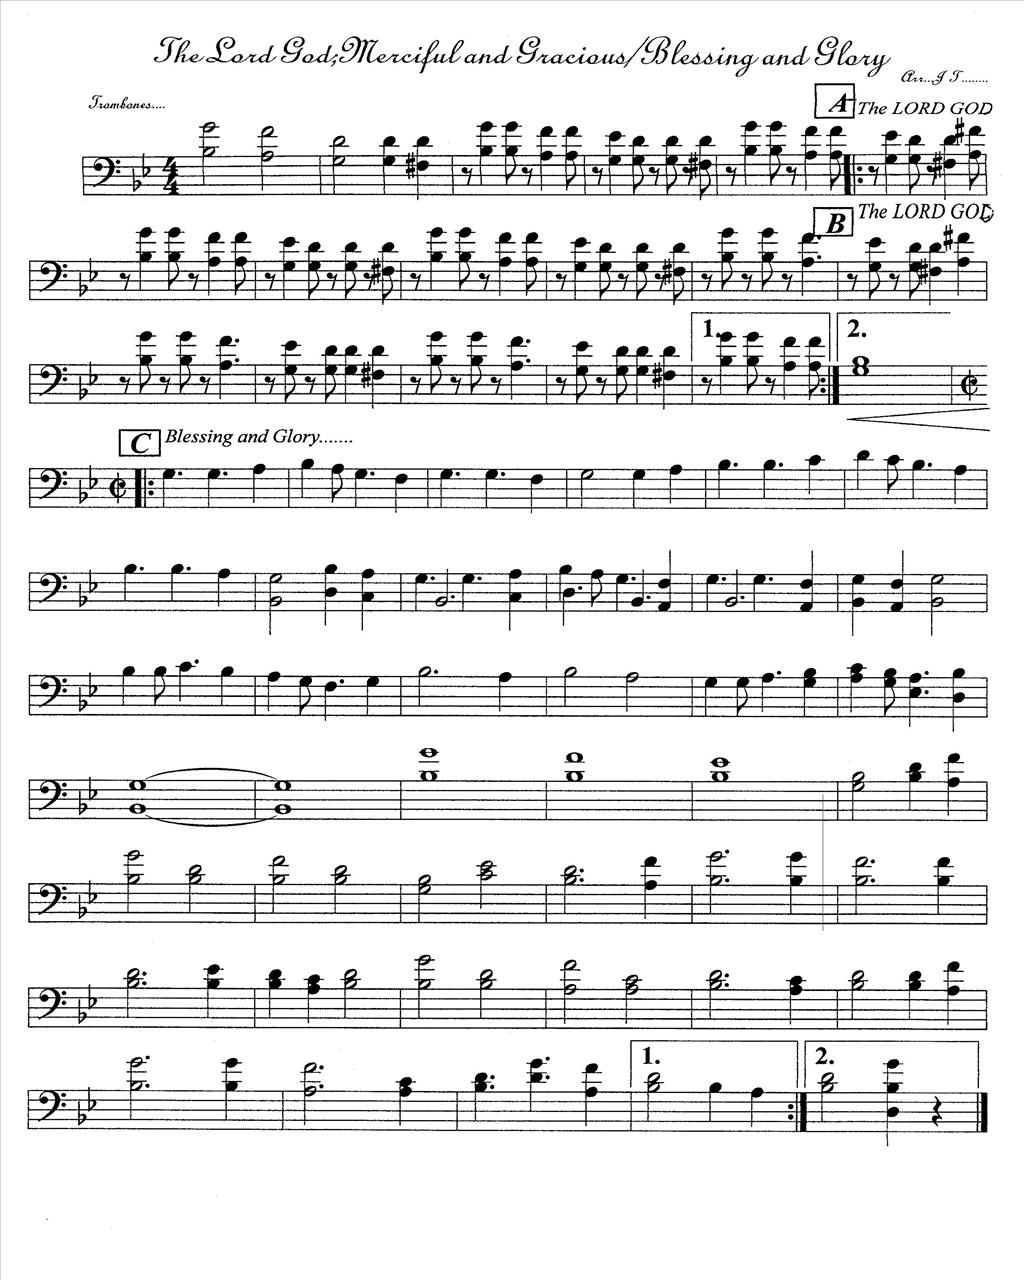 The Lord God;Merciful and Gracious/Blessing and Glory
Arr...J T........
Trombones....
A The LORD GOD
B The LORD GOD
1. 2.
C Blessing and Glory.......
1. 2.